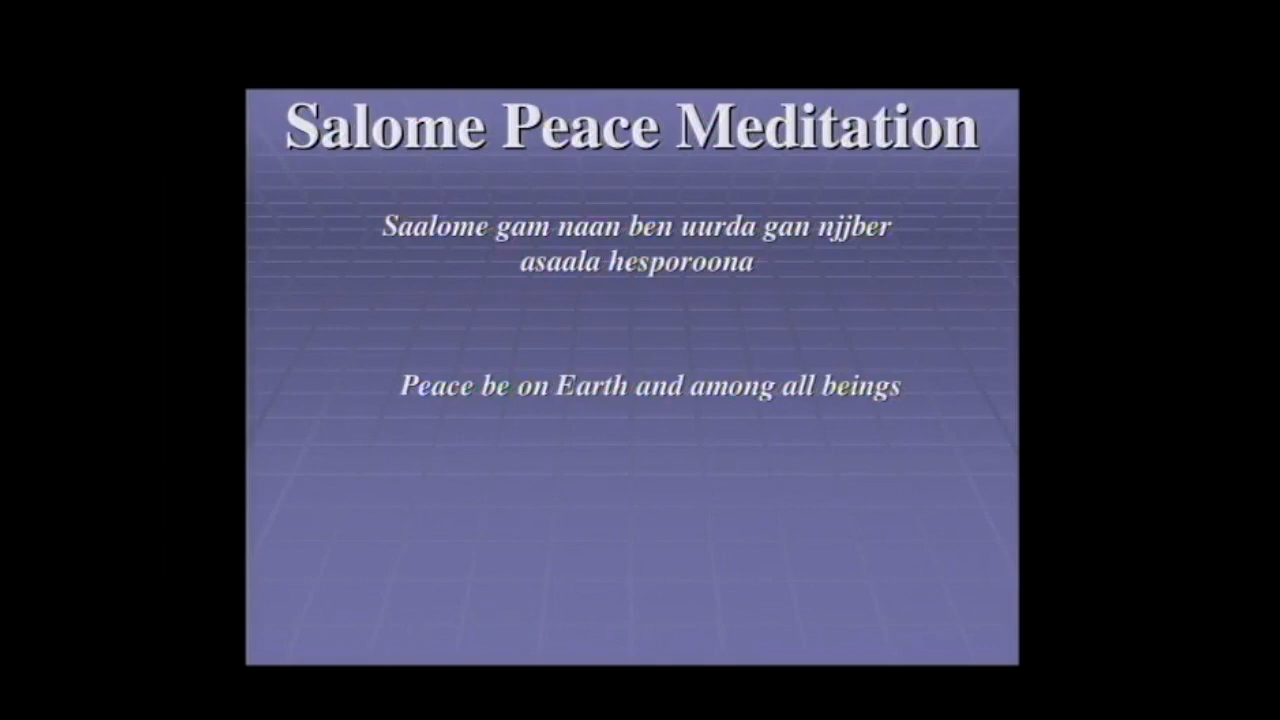 Salome Peace Meditation
Saalome gam naan ben uurda gan njjber
asaala hesporoona
Peace be on Earth and among all beings